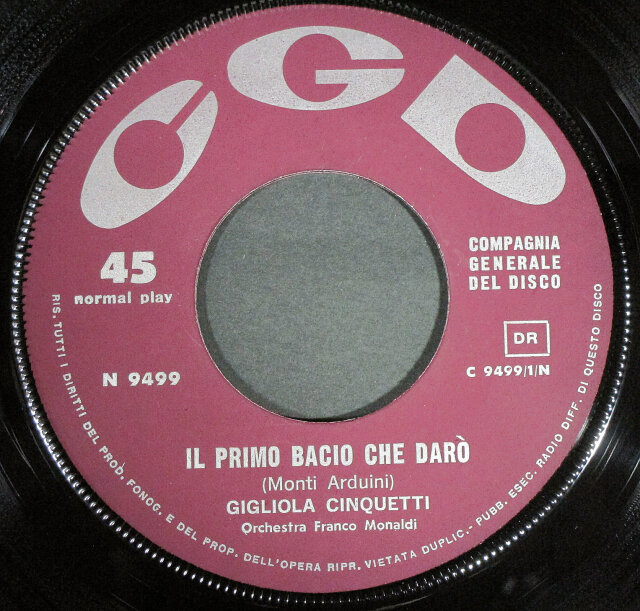 CGD
45
normal play
COMPAGNIA
GENERALE
DEL DISCO
DR
N 9499
C 9499/1/N
IL PRIMO BACIO CHE DARÒ
(Monti Arduini)
GIGLIOLA CINQUETTI
Orchestra Franco Monaldi
RIS. TUTTI I DIRITTI DEL PROD. FONOG. E DEL PROP. DELL'OPERA RIPR. VIETATA DUPLIC. - PUBB. ESEC. RADIO DIFF. DI QUESTO DISCO